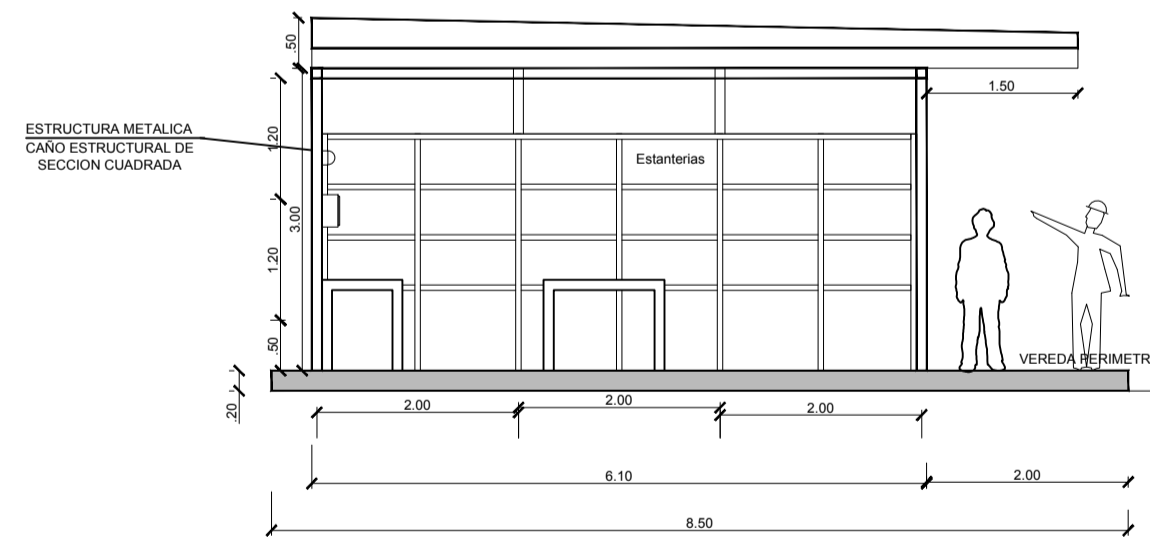 .50
1.50
ESTRUCTURA METALICA
CAÑO ESTRUCTURAL DE
SECCION CUADRADA
1.20
Estanterias
3.00
1.20
.50
VEREDA PERIMETR
.20
2.00
2.00
2.00
6.10
2.00
8.50